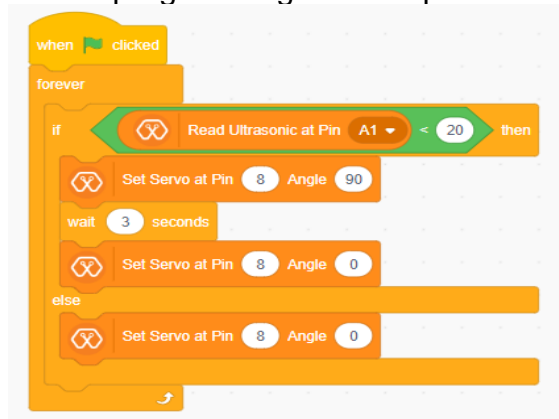 when clicked
forever
if Read Ultrasonic at Pin A1 < 20 then
Set Servo at Pin 8 Angle 90
wait 3 seconds
Set Servo at Pin 8 Angle 0
else
Set Servo at Pin 8 Angle 0